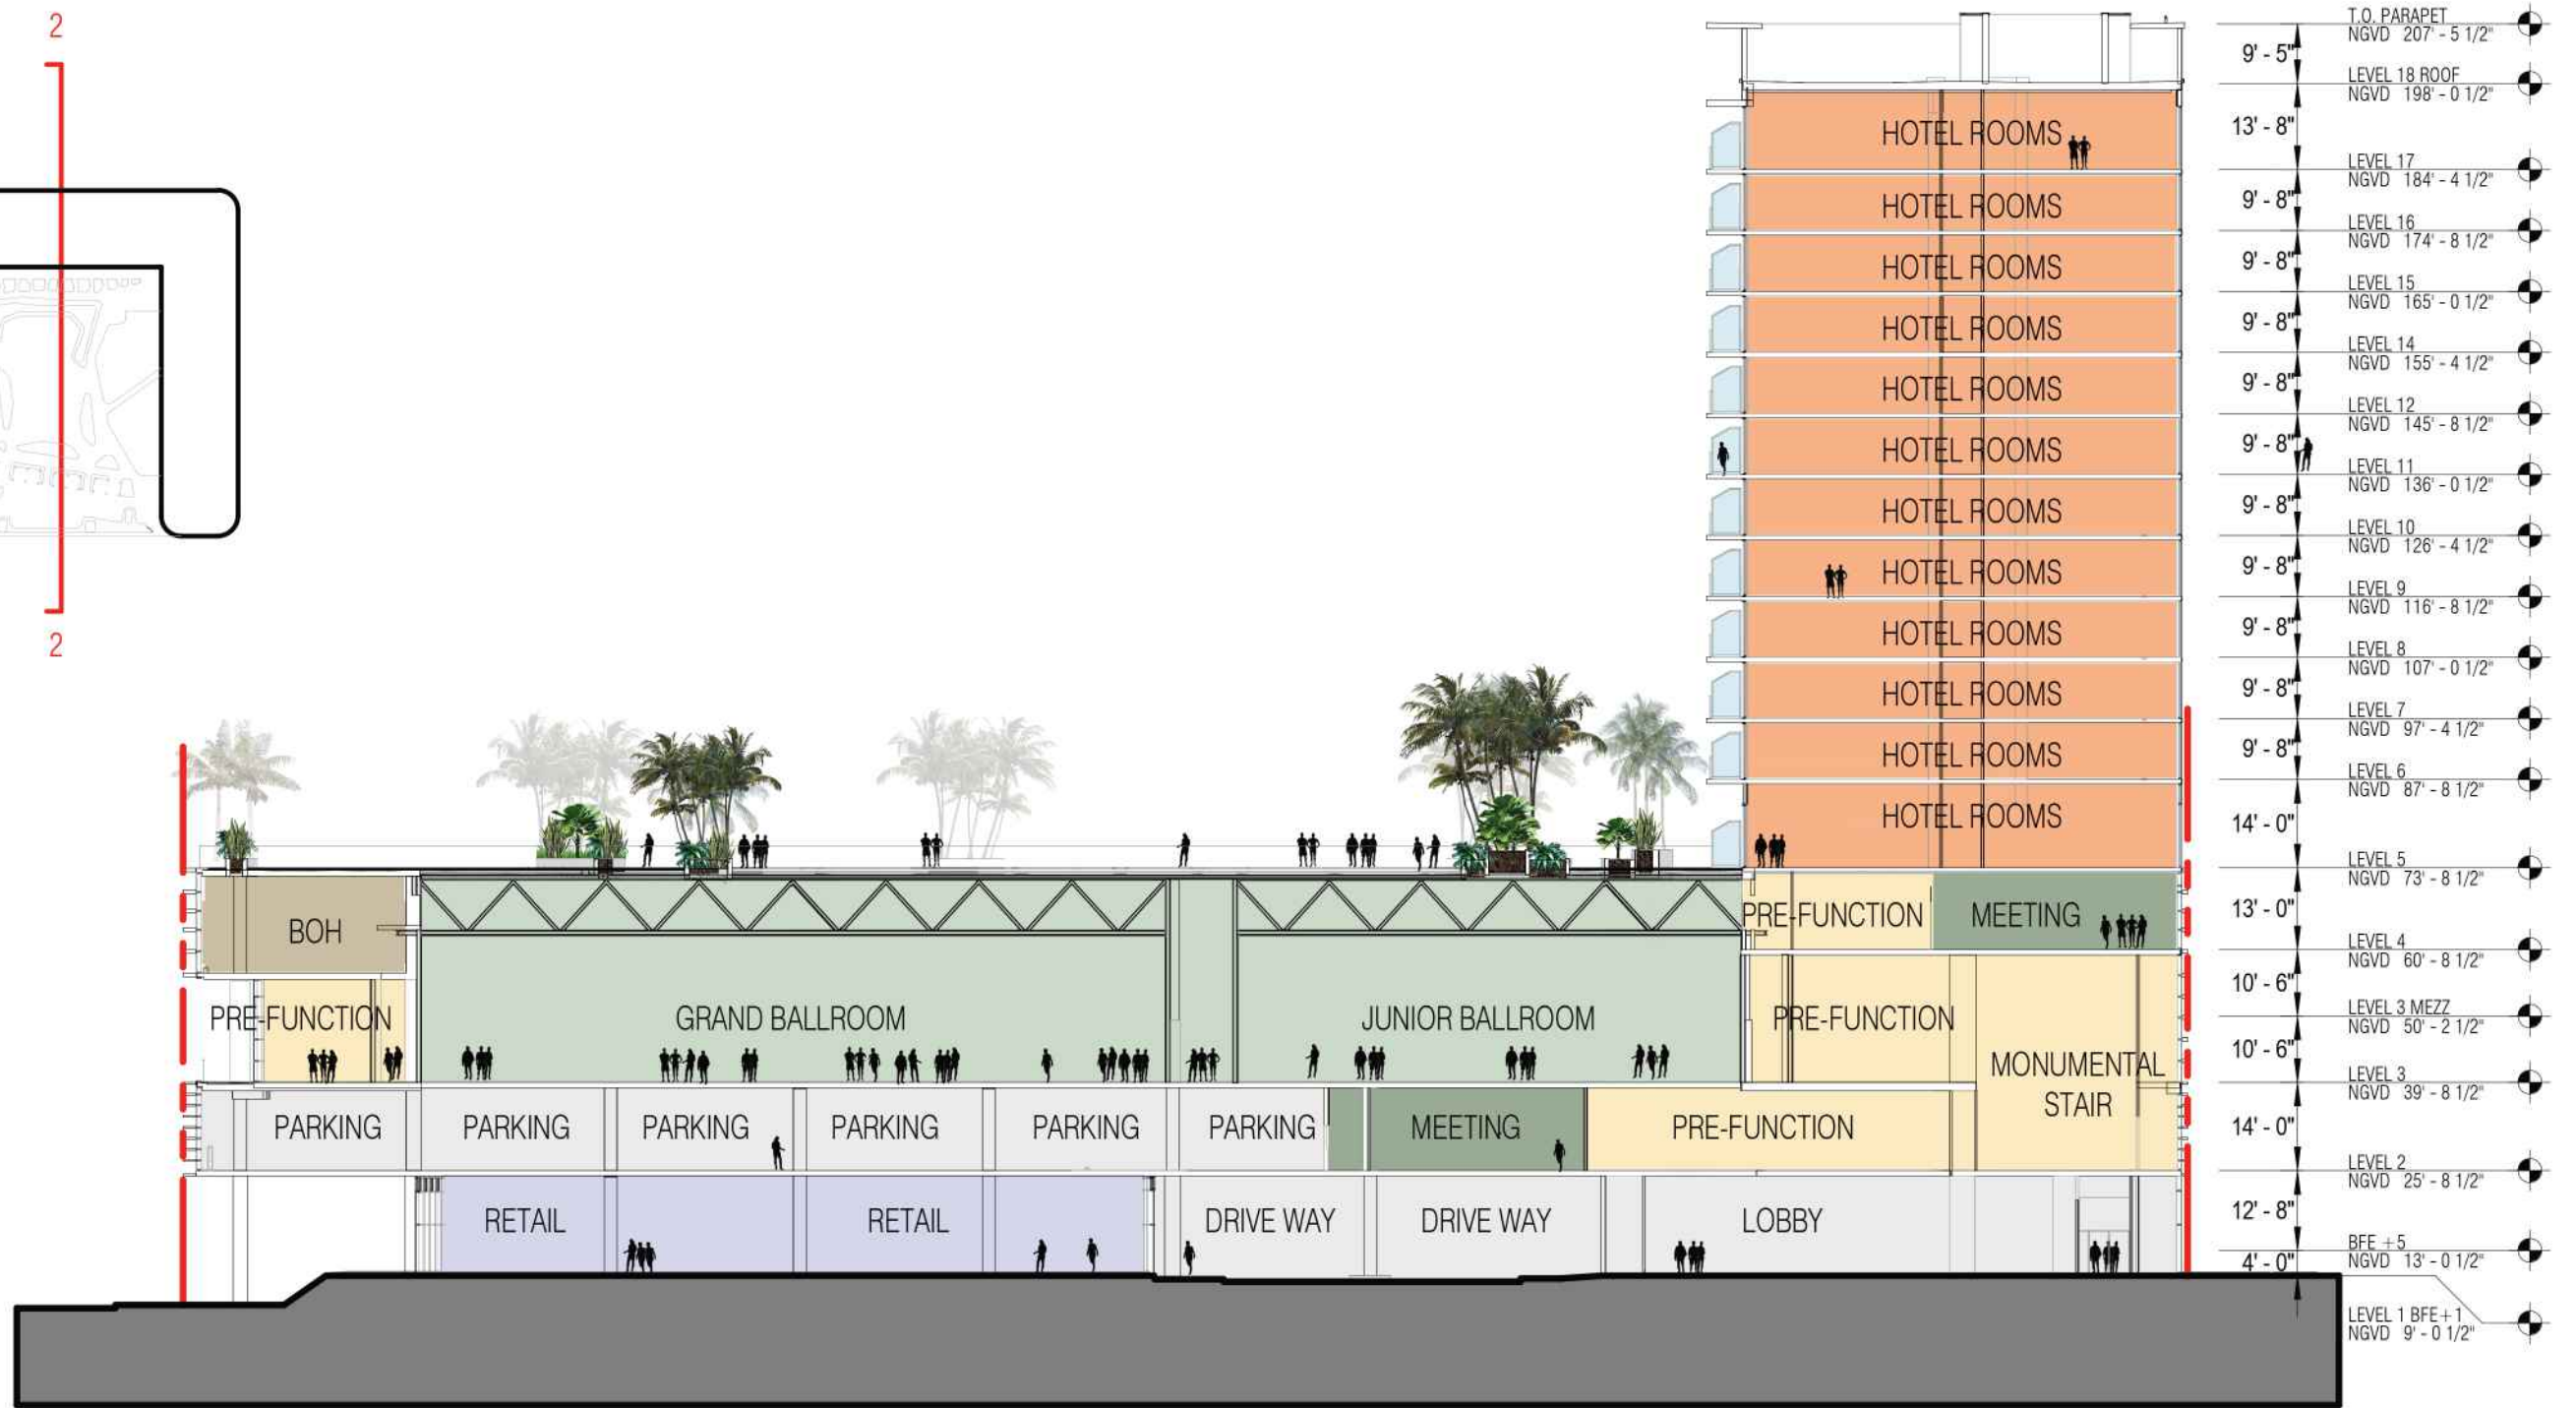 2
2
HOTEL ROOMS
HOTEL ROOMS
HOTEL ROOMS
HOTEL ROOMS
HOTEL ROOMS
HOTEL ROOMS
HOTEL ROOMS
HOTEL ROOMS
HOTEL ROOMS
HOTEL ROOMS
HOTEL ROOMS
HOTEL ROOMS
BOH
PRE-FUNCTION
MEETING
PRE-FUNCTION
GRAND BALLROOM
JUNIOR BALLROOM
PRE-FUNCTION
MONUMENTAL
STAIR
PARKING
PARKING
PARKING
PARKING
PARKING
PARKING
MEETING
PRE-FUNCTION
RETAIL
RETAIL
DRIVE WAY
DRIVE WAY
LOBBY
T.O. PARAPET
NGVD 207' - 5 1/2"
9' - 5"
LEVEL 18 ROOF
NGVD 198' - 0 1/2"
13' - 8"
LEVEL 17
NGVD 184' - 4 1/2"
9' - 8"
LEVEL 16
NGVD 174' - 8 1/2"
9' - 8"
LEVEL 15
NGVD 165' - 0 1/2"
9' - 8"
LEVEL 14
NGVD 155' - 4 1/2"
9' - 8"
LEVEL 12
NGVD 145' - 8 1/2"
9' - 8"
LEVEL 11
NGVD 136' - 0 1/2"
9' - 8"
LEVEL 10
NGVD 126' - 4 1/2"
9' - 8"
LEVEL 9
NGVD 116' - 8 1/2"
9' - 8"
LEVEL 8
NGVD 107' - 0 1/2"
9' - 8"
LEVEL 7
NGVD 97' - 4 1/2"
9' - 8"
LEVEL 6
NGVD 87' - 8 1/2"
14' - 0"
LEVEL 5
NGVD 73' - 8 1/2"
13' - 0"
LEVEL 4
NGVD 60' - 8 1/2"
10' - 6"
LEVEL 3 MEZZ
NGVD 50' - 2 1/2"
10' - 6"
LEVEL 3
NGVD 39' - 8 1/2"
14' - 0"
LEVEL 2
NGVD 25' - 8 1/2"
12' - 8"
BFE +5
NGVD 13' - 0 1/2"
4' - 0"
LEVEL 1 BFE+1
NGVD 9' - 0 1/2"